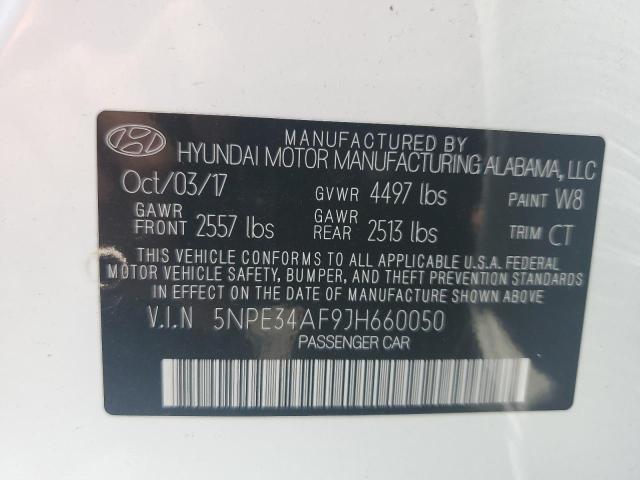 MANUFACTURED BY
HYUNDAI MOTOR MANUFACTURING ALABAMA, LLC
Oct/03/17 GVWR 4497 lbs PAINT W8
GAWR FRONT 2557 lbs GAWR REAR 2513 lbs TRIM CT
THIS VEHICLE CONFORMS TO ALL APPLICABLE U.S.A. FEDERAL
MOTOR VEHICLE SAFETY, BUMPER, AND THEFT PREVENTION STANDARDS
IN EFFECT ON THE DATE OF MANUFACTURE SHOWN ABOVE.
V.I.N 5NPE34AF9JH660050
PASSENGER CAR